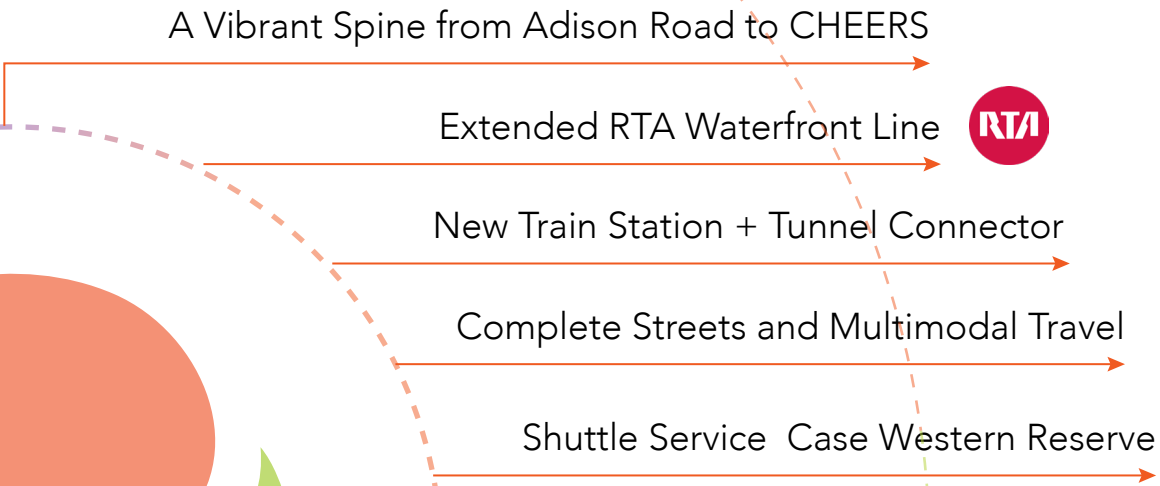 A Vibrant Spine from Adison Road to CHEERS
Extended RTA Waterfront Line
RTA
New Train Station + Tunnel Connector
Complete Streets and Multimodal Travel
Shuttle Service  Case Western Reserve